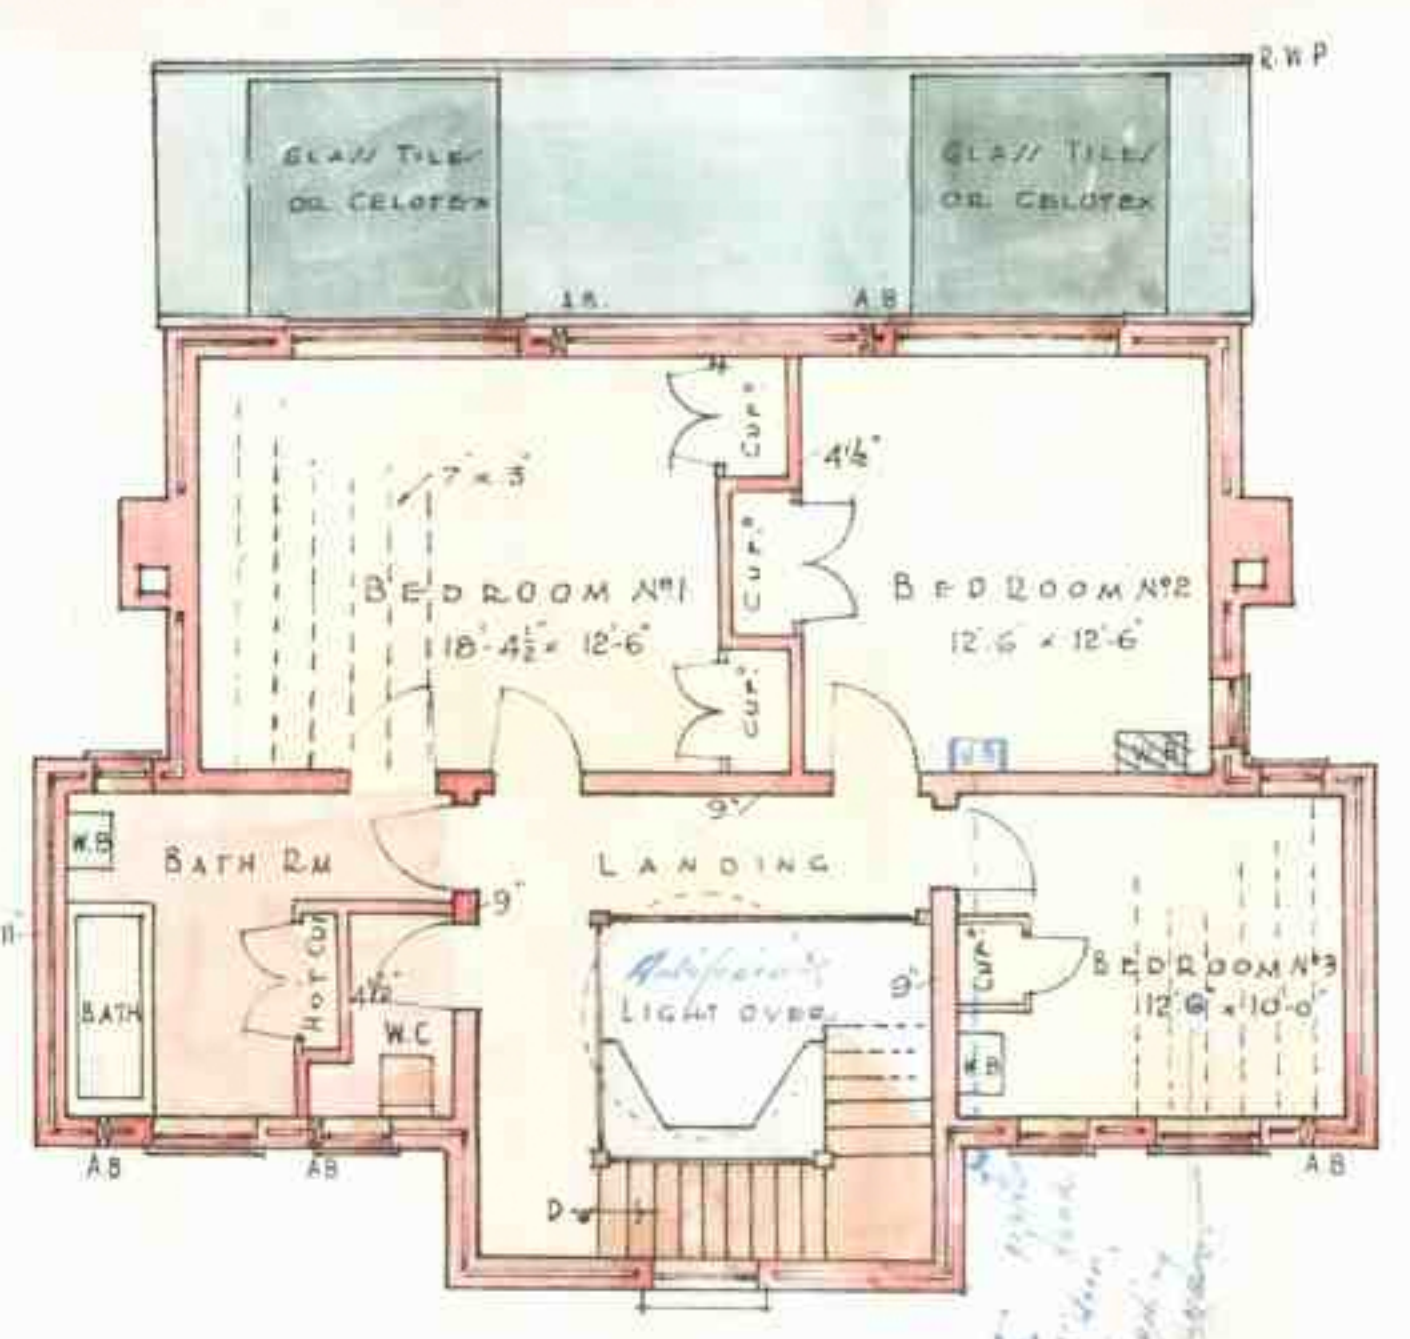 R.W.P
GLASS TILES
OR CELOTEX
GLASS TILES
OR CELOTEX
A.B.
A.B
CUP.D
4½"
7" x 3"
CUP.D
BEDROOM No1
18'-4½" x 12'-6"
BEDROOM No2
12'-6" x 12'-6"
CUP.D
W.B
W.B
9"
W.B
BATH RM
LANDING
9"
11"
HOT CUP
4½"
BATH
W.C
LIGHT OVER
9"
CUP.D
BEDROOM No3
12'6" x 10'-0"
W.B
A.B
A.B
A.B
D